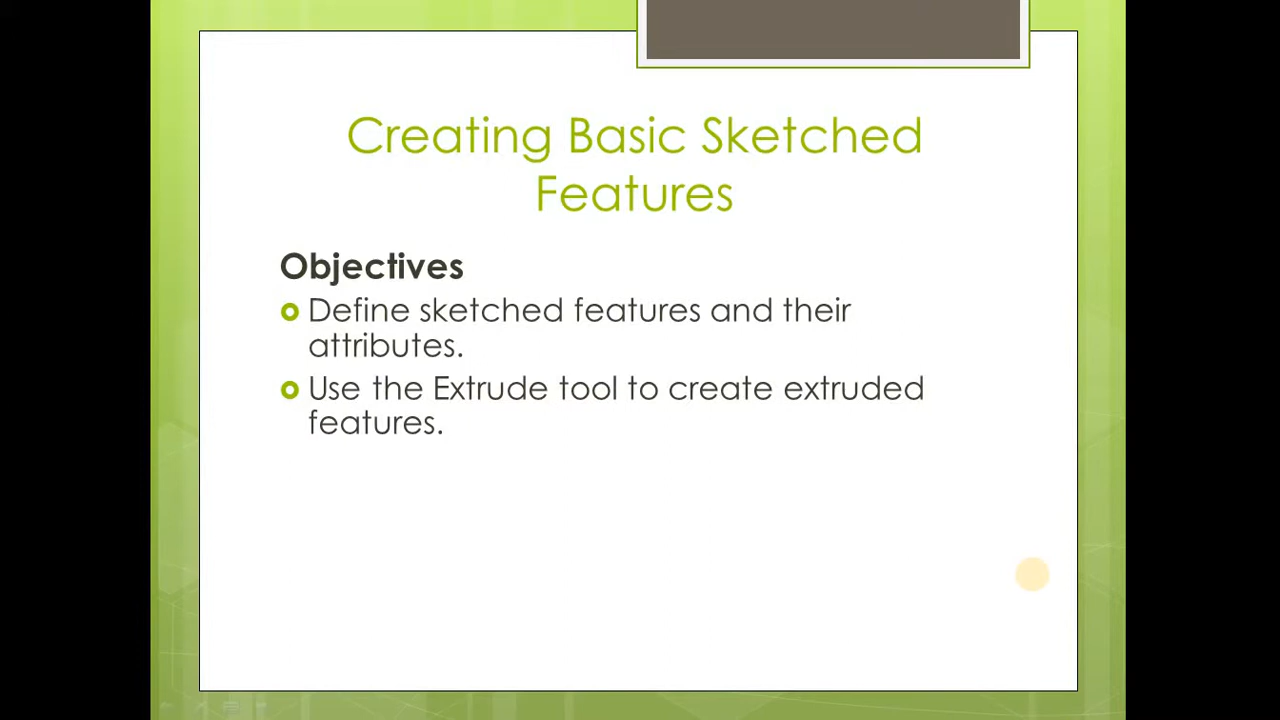 Creating Basic Sketched
Features
Objectives
Define sketched features and their
attributes.
Use the Extrude tool to create extruded
features.